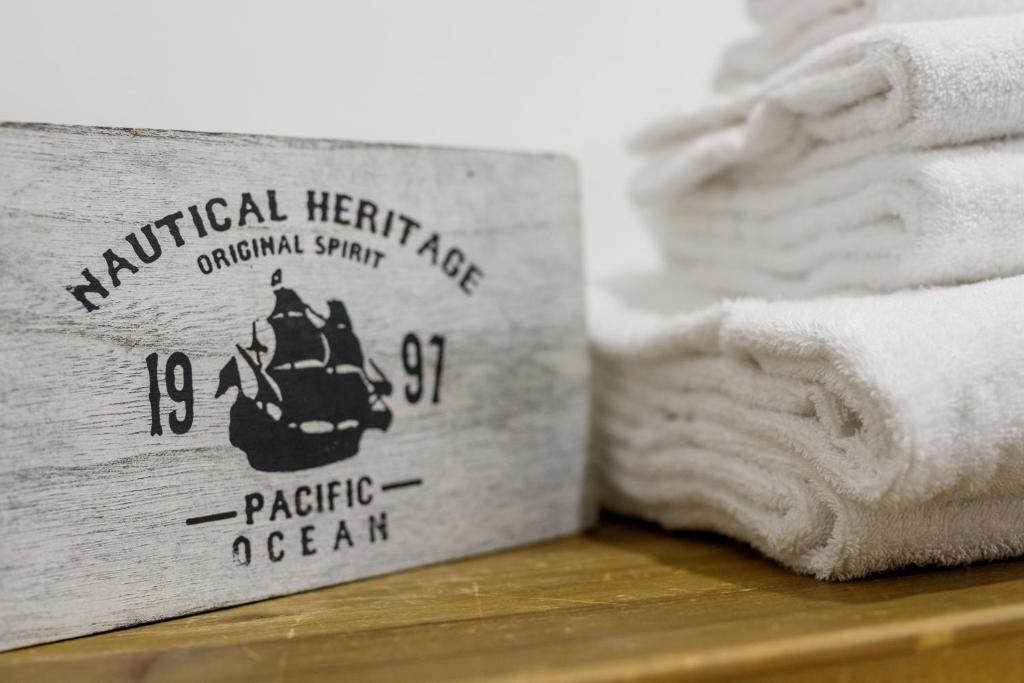 NAUTICAL HERITAGE
ORIGINAL SPIRIT
19 97
PACIFIC
OCEAN